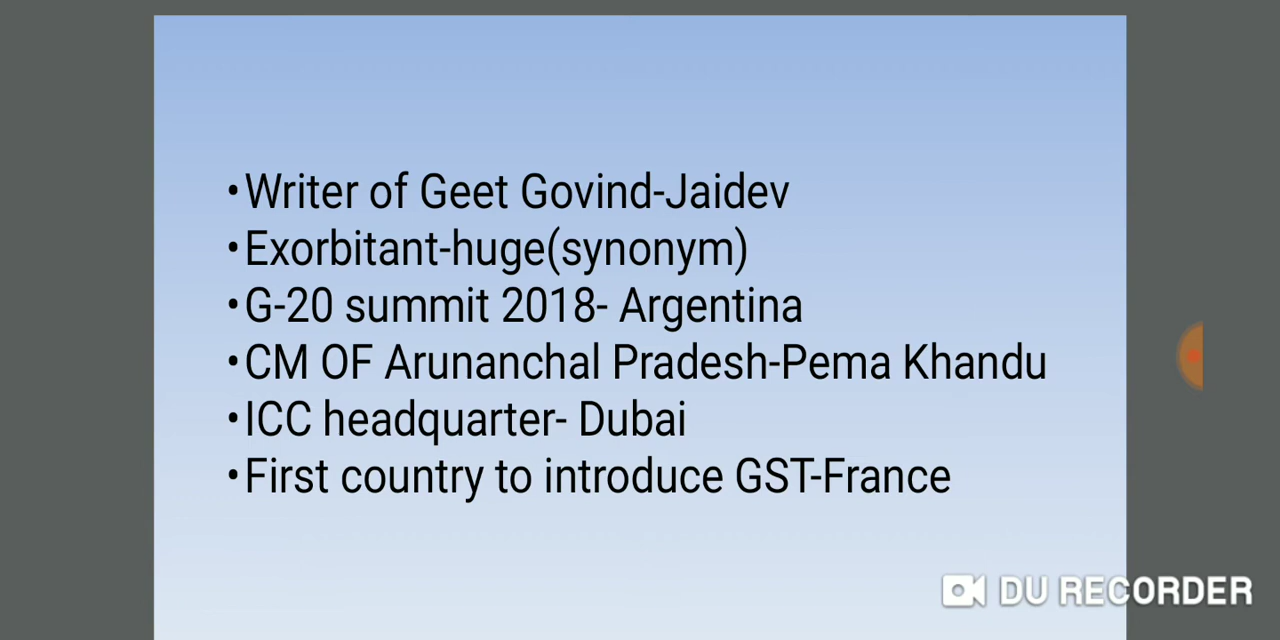 •Writer of Geet Govind-Jaidev
•Exorbitant-huge(synonym)
•G-20 summit 2018- Argentina
•CM OF Arunanchal Pradesh-Pema Khandu
•ICC headquarter- Dubai
•First country to introduce GST-France
DU RECORDER